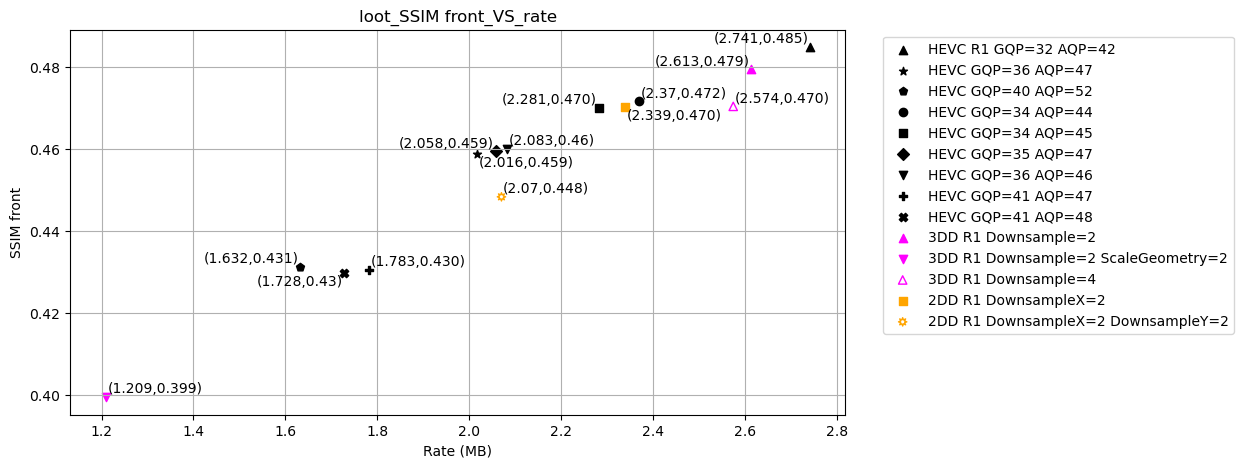 loot_SSIM front_VS_rate
(2.741,0.485)
(2.613,0.479)
(2.37,0.472)
(2.281,0.470)
(2.574,0.470)
(2.339,0.470)
(2.058,0.459)
(2.083,0.46)
(2.016,0.459)
(2.07,0.448)
(1.632,0.431)
(1.783,0.430)
(1.728,0.43)
(1.209,0.399)
0.48
0.46
0.44
0.42
0.40
SSIM front
1.2 1.4 1.6 1.8 2.0 2.2 2.4 2.6 2.8
Rate (MB)
HEVC R1 GQP=32 AQP=42
HEVC GQP=36 AQP=47
HEVC GQP=40 AQP=52
HEVC GQP=34 AQP=44
HEVC GQP=34 AQP=45
HEVC GQP=35 AQP=47
HEVC GQP=36 AQP=46
HEVC GQP=41 AQP=47
HEVC GQP=41 AQP=48
3DD R1 Downsample=2
3DD R1 Downsample=2 ScaleGeometry=2
3DD R1 Downsample=4
2DD R1 DownsampleX=2
2DD R1 DownsampleX=2 DownsampleY=2